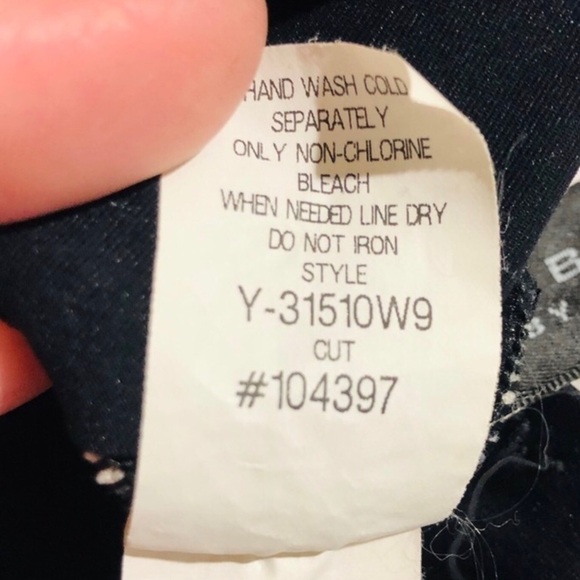 HAND WASH COLD
SEPARATELY
ONLY NON-CHLORINE
BLEACH
WHEN NEEDED LINE DRY
DO NOT IRON
STYLE
Y-31510W9
CUT
#104397
B
BY